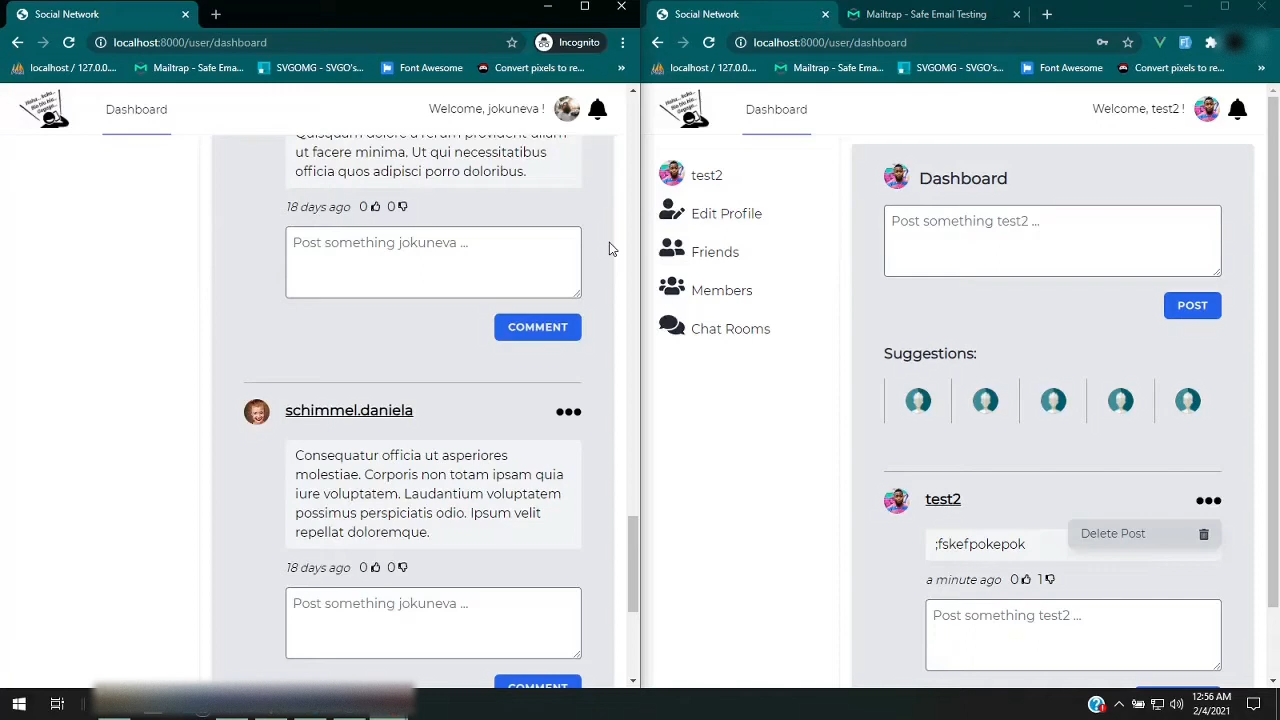 Social Network
localhost:8000/user/dashboard
Incognito
localhost / 127.0.0....
Mailtrap - Safe Ema...
SVGOMG - SVGO's...
Font Awesome
Convert pixels to re...
»
Dashboard
Welcome, jokuneva !
ut facere minima. Ut qui necessitatibus
officia quos adipisci porro doloribus.
18 days ago 0 0
Post something jokuneva ...
COMMENT
schimmel.daniela
Consequatur officia ut asperiores
molestiae. Corporis non totam ipsam quia
iure voluptatem. Laudantium voluptatem
possimus perspiciatis odio. Ipsum velit
repellat doloremque.
18 days ago 0 0
Post something jokuneva ...
COMMENT
Social Network
Mailtrap - Safe Email Testing
localhost:8000/user/dashboard
localhost / 127.0.0....
Mailtrap - Safe Ema...
SVGOMG - SVGO's...
Font Awesome
Convert pixels to re...
»
Dashboard
Welcome, test2 !
test2
Edit Profile
Friends
Members
Chat Rooms
Dashboard
Post something test2 ...
POST
Suggestions:
test2
Delete Post
;fskefpokepok
a minute ago 0 1
Post something test2 ...
12:56 AM
2/4/2021